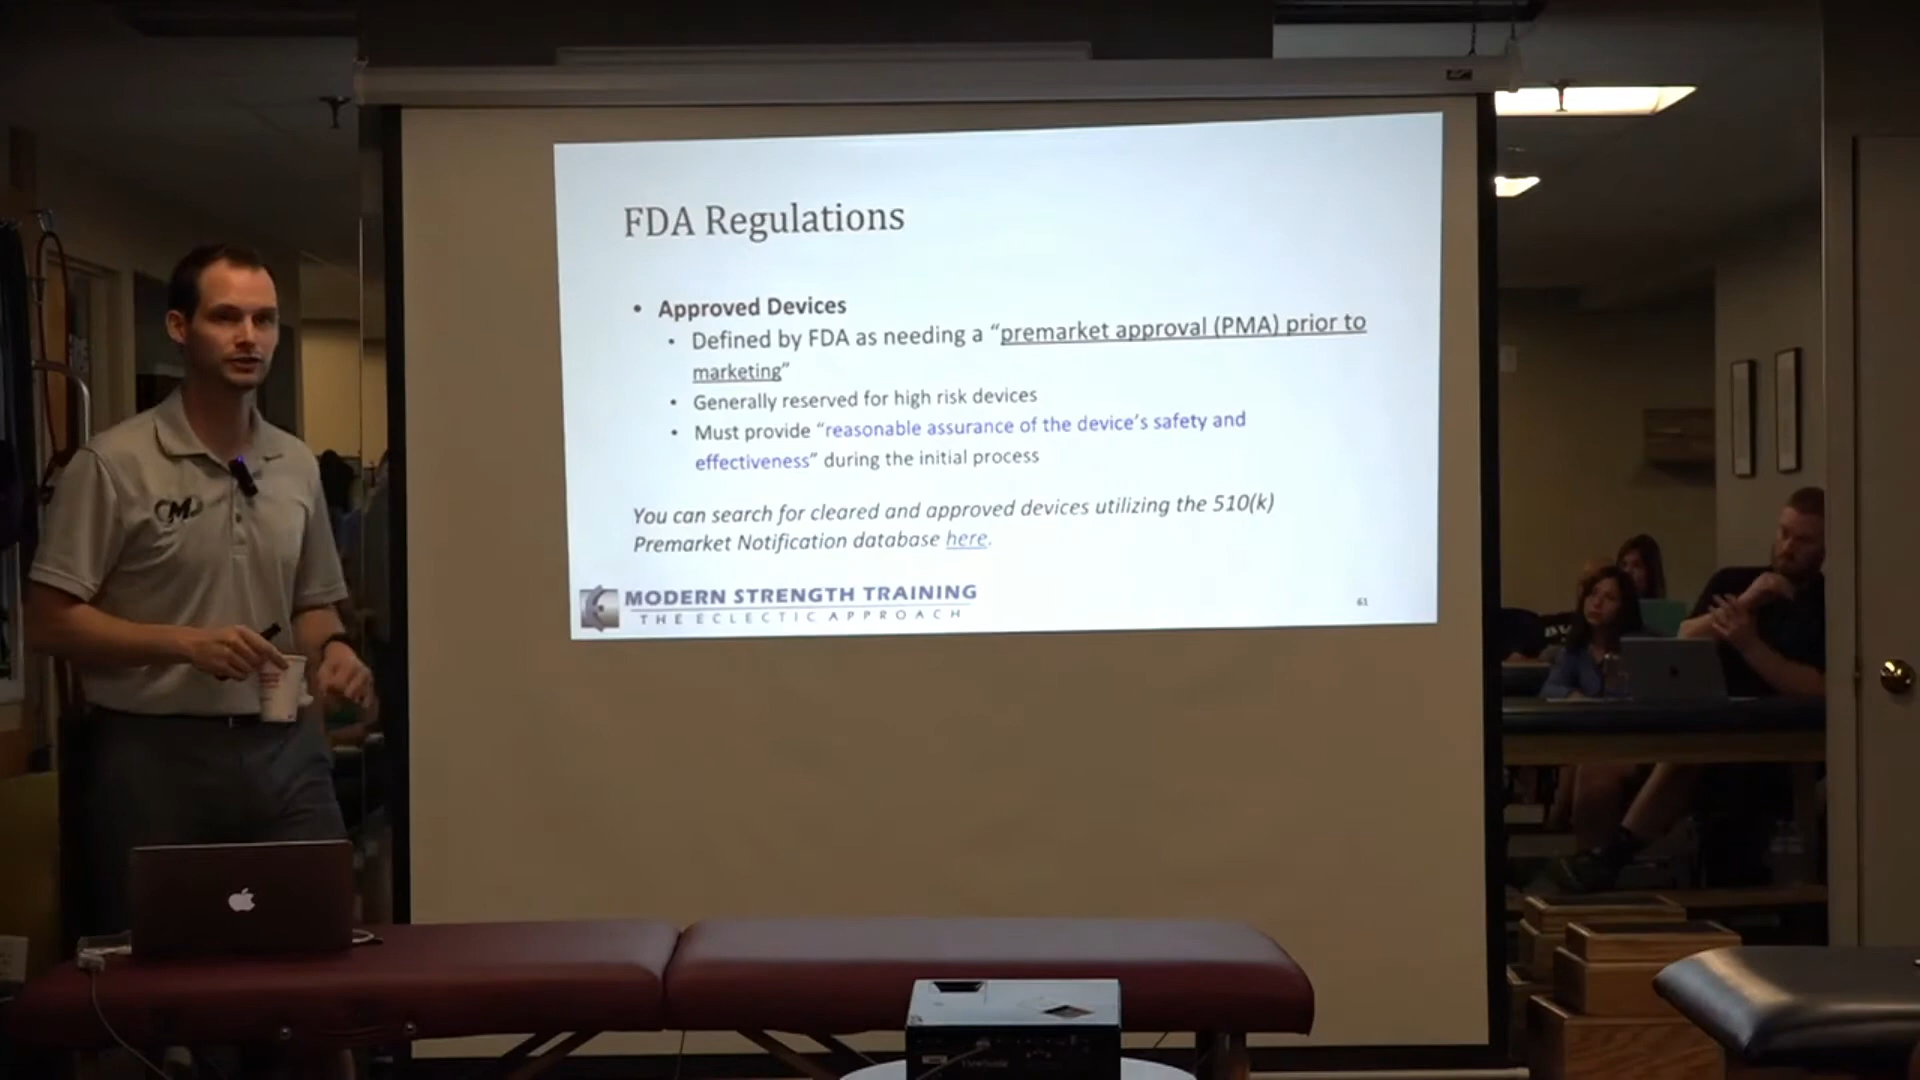 FDA Regulations
• Approved Devices
• Defined by FDA as needing a “premarket approval (PMA) prior to
marketing”
• Generally reserved for high risk devices
• Must provide “reasonable assurance of the device’s safety and
effectiveness” during the initial process
You can search for cleared and approved devices utilizing the 510(k)
Premarket Notification database here.
MODERN STRENGTH TRAINING
THE ECLECTIC APPROACH
61